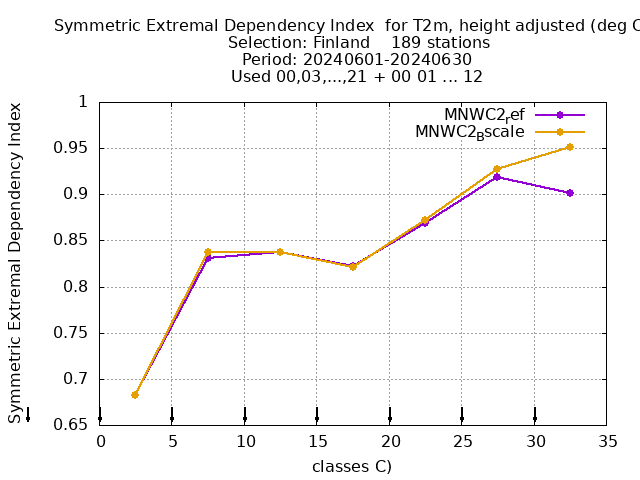 Symmetric Extremal Dependency Index  for T2m, height adjusted (deg C
Selection: Finland    189 stations
Period: 20240601-20240630
Used 00,03,...,21 + 00 01 ... 12
Symmetric Extremal Dependency Index
MNWC2ref
MNWC2Bscale
1
0.95
0.9
0.85
0.8
0.75
0.7
0.65
0 5 10 15 20 25 30 35
classes C)